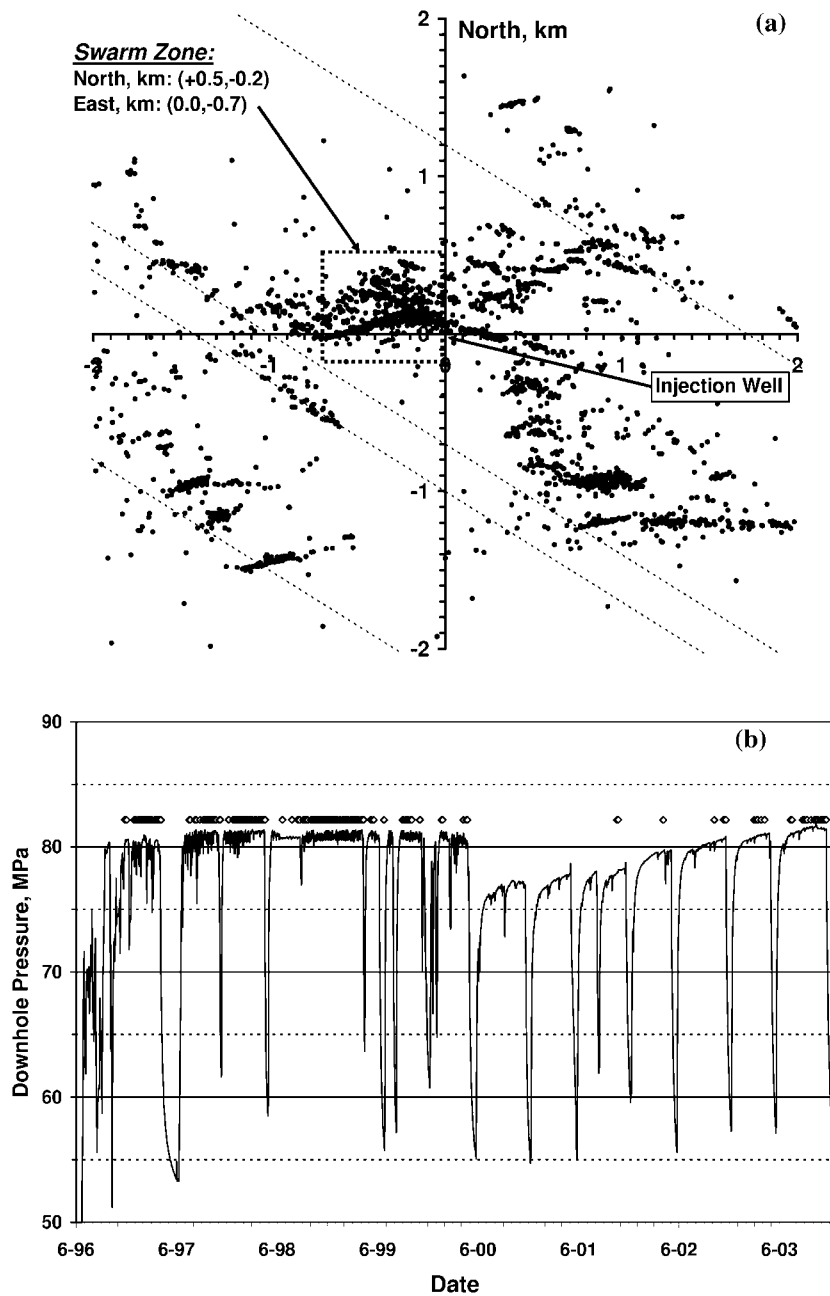 2
North, km
(a)
Swarm Zone:
North, km: (+0.5,-0.2)
East, km: (0.0,-0.7)
1
0
-2
-1
0
1
2
Injection Well
-1
-2
90
(b)
80
70
60
50
Downhole Pressure, MPa
6-96
6-97
6-98
6-99
6-00
6-01
6-02
6-03
Date